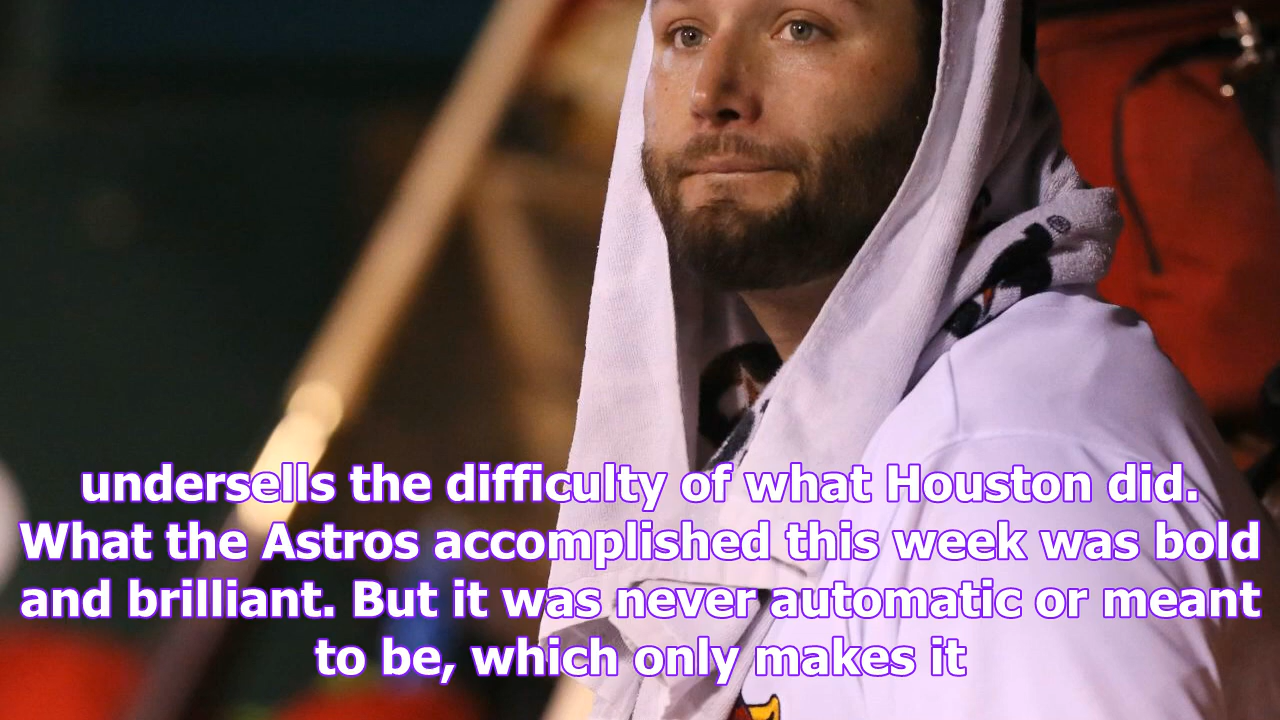 undersells the difficulty of what Houston did.
What the Astros accomplished this week was bold
and brilliant. But it was never automatic or meant
to be, which only makes it